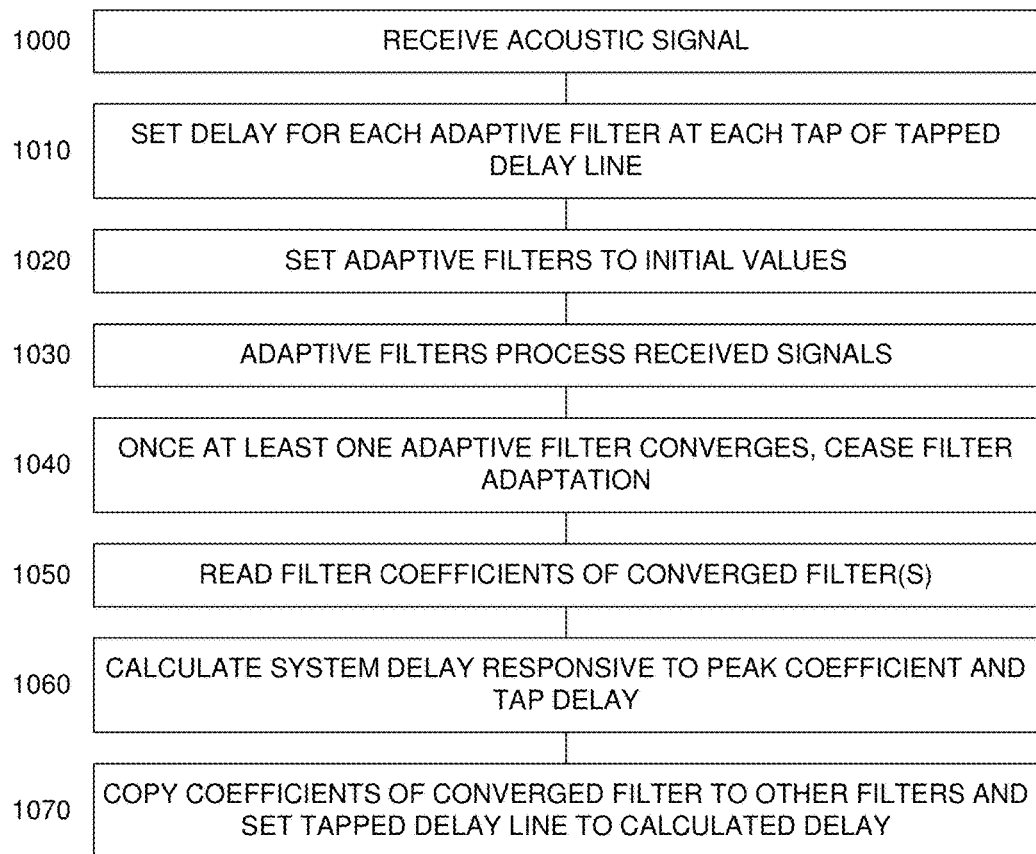 1000 RECEIVE ACOUSTIC SIGNAL
1010 SET DELAY FOR EACH ADAPTIVE FILTER AT EACH TAP OF TAPPED
DELAY LINE
1020 SET ADAPTIVE FILTERS TO INITIAL VALUES
1030 ADAPTIVE FILTERS PROCESS RECEIVED SIGNALS
1040 ONCE AT LEAST ONE ADAPTIVE FILTER CONVERGES, CEASE FILTER
ADAPTATION
1050 READ FILTER COEFFICIENTS OF CONVERGED FILTER(S)
1060 CALCULATE SYSTEM DELAY RESPONSIVE TO PEAK COEFFICIENT AND
TAP DELAY
1070 COPY COEFFICIENTS OF CONVERGED FILTER TO OTHER FILTERS AND
SET TAPPED DELAY LINE TO CALCULATED DELAY